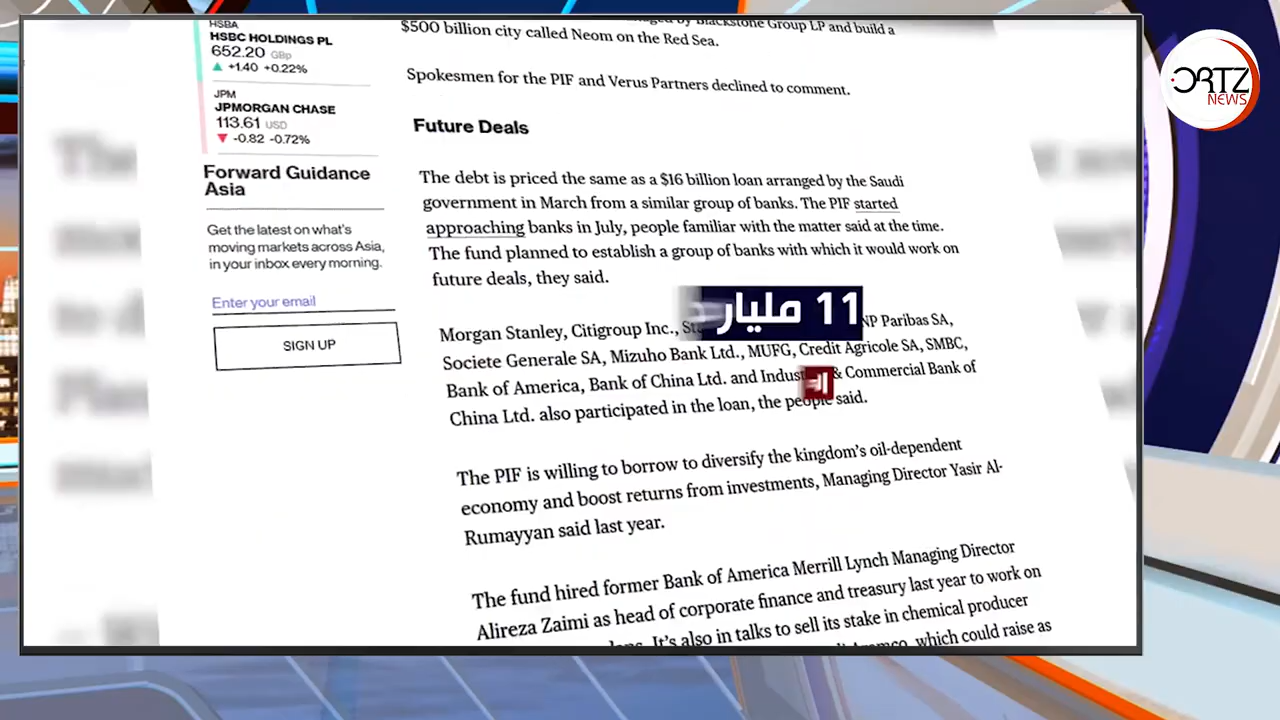 HSBA
HSBC HOLDINGS PL
652.20 GBp
▲ +1.40 +0.22%
JPM
JPMORGAN CHASE
113.61 USD
▼ -0.82 -0.72%
Forward Guidance
Asia
Get the latest on what's
moving markets across Asia,
in your inbox every morning.
Enter your email
SIGN UP
by Blackstone Group LP and build a
$500 billion city called Neom on the Red Sea.
Spokesmen for the PIF and Verus Partners declined to comment.
Future Deals
The debt is priced the same as a $16 billion loan arranged by the Saudi
government in March from a similar group of banks. The PIF started
approaching banks in July, people familiar with the matter said at the time.
The fund planned to establish a group of banks with which it would work on
future deals, they said.
11 مليار
Morgan Stanley, Citigroup Inc., Paribas SA,
Societe Generale SA, Mizuho Bank Ltd., MUFG, Credit Agricole SA, SMBC,
Bank of America, Bank of China Ltd. and & Commercial Bank of
China Ltd. also participated in the loan, the people said.
The PIF is willing to borrow to diversify the kingdom's oil-dependent
economy and boost returns from investments, Managing Director Yasir Al-
Rumayyan said last year.
The fund hired former Bank of America Merrill Lynch Managing Director
Alireza Zaimi as head of corporate finance and treasury last year to work on
It's also in talks to sell its stake in chemical producer
which could raise as
ORTZ
NEWS